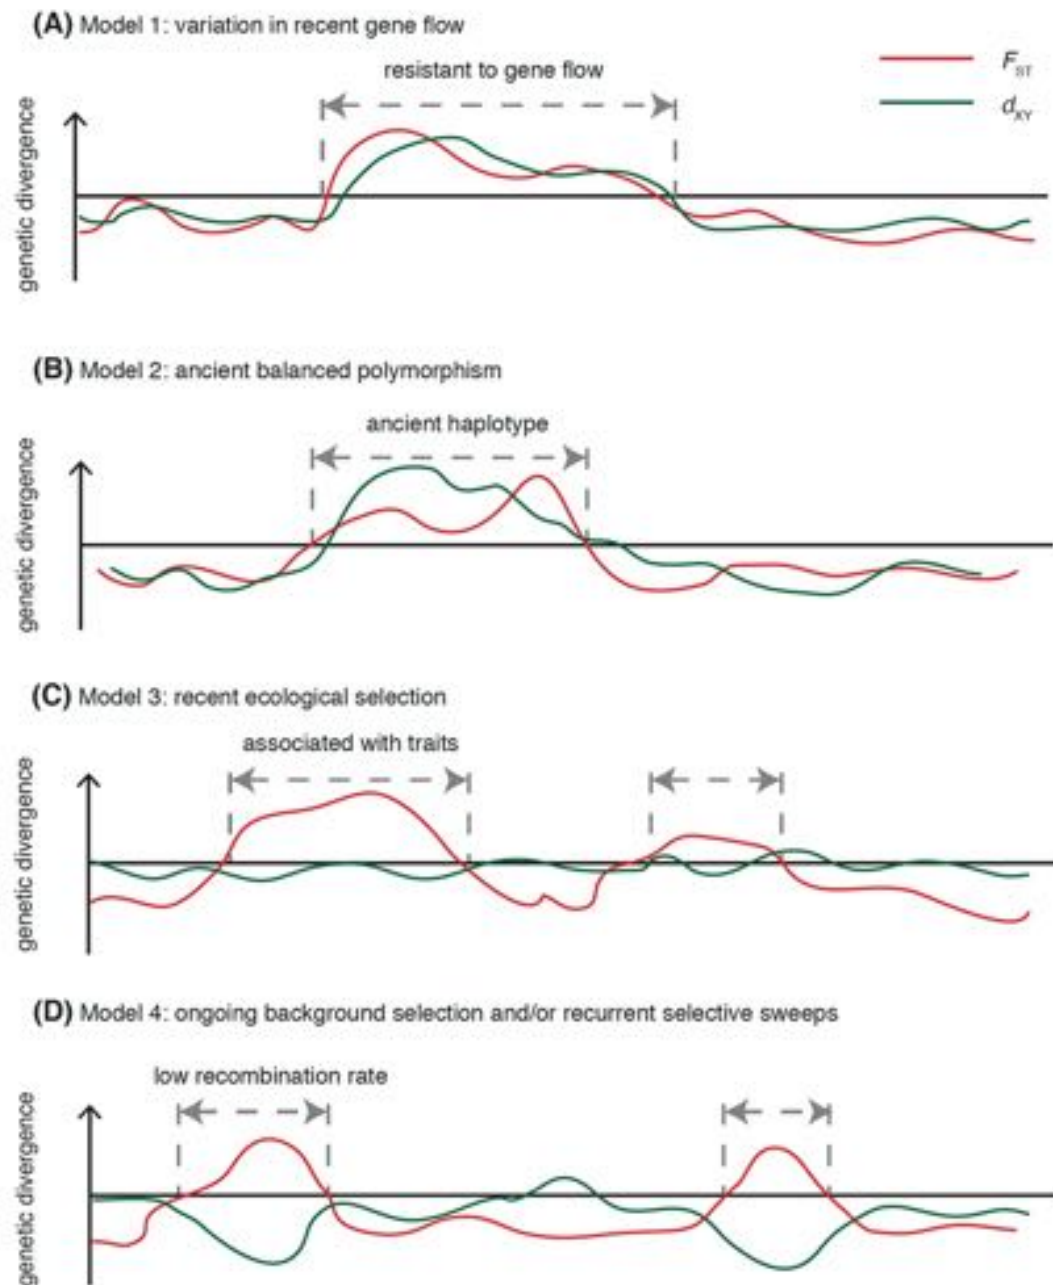 (A) Model 1: variation in recent gene flow
resistant to gene flow
F_ST
d_XY
genetic divergence
(B) Model 2: ancient balanced polymorphism
ancient haplotype
genetic divergence
(C) Model 3: recent ecological selection
associated with traits
genetic divergence
(D) Model 4: ongoing background selection and/or recurrent selective sweeps
low recombination rate
genetic divergence